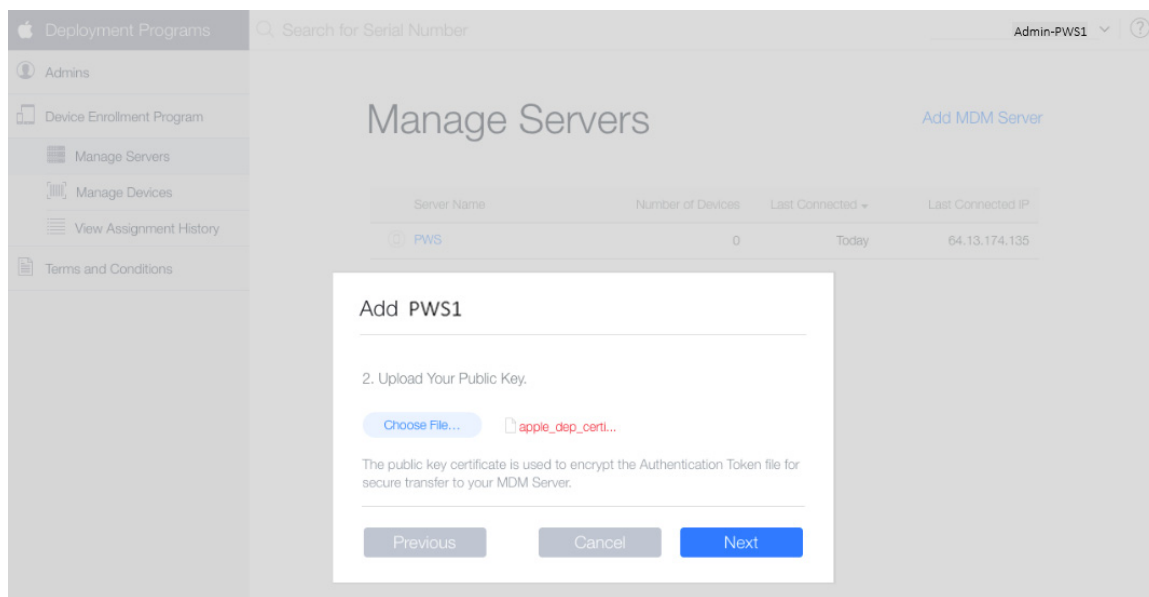 Deployment Programs
Search for Serial Number
Admin-PWS1
?
Admins
Device Enrollment Program
Manage Servers
Manage Devices
View Assignment History
Terms and Conditions
Manage Servers
Add MDM Server
Server Name Number of Devices Last Connected Last Connected IP
PWS 0 Today 64.13.174.135
Add PWS1
2. Upload Your Public Key.
Choose File... apple_dep_certi...
The public key certificate is used to encrypt the Authentication Token file for
secure transfer to your MDM Server.
Previous Cancel Next